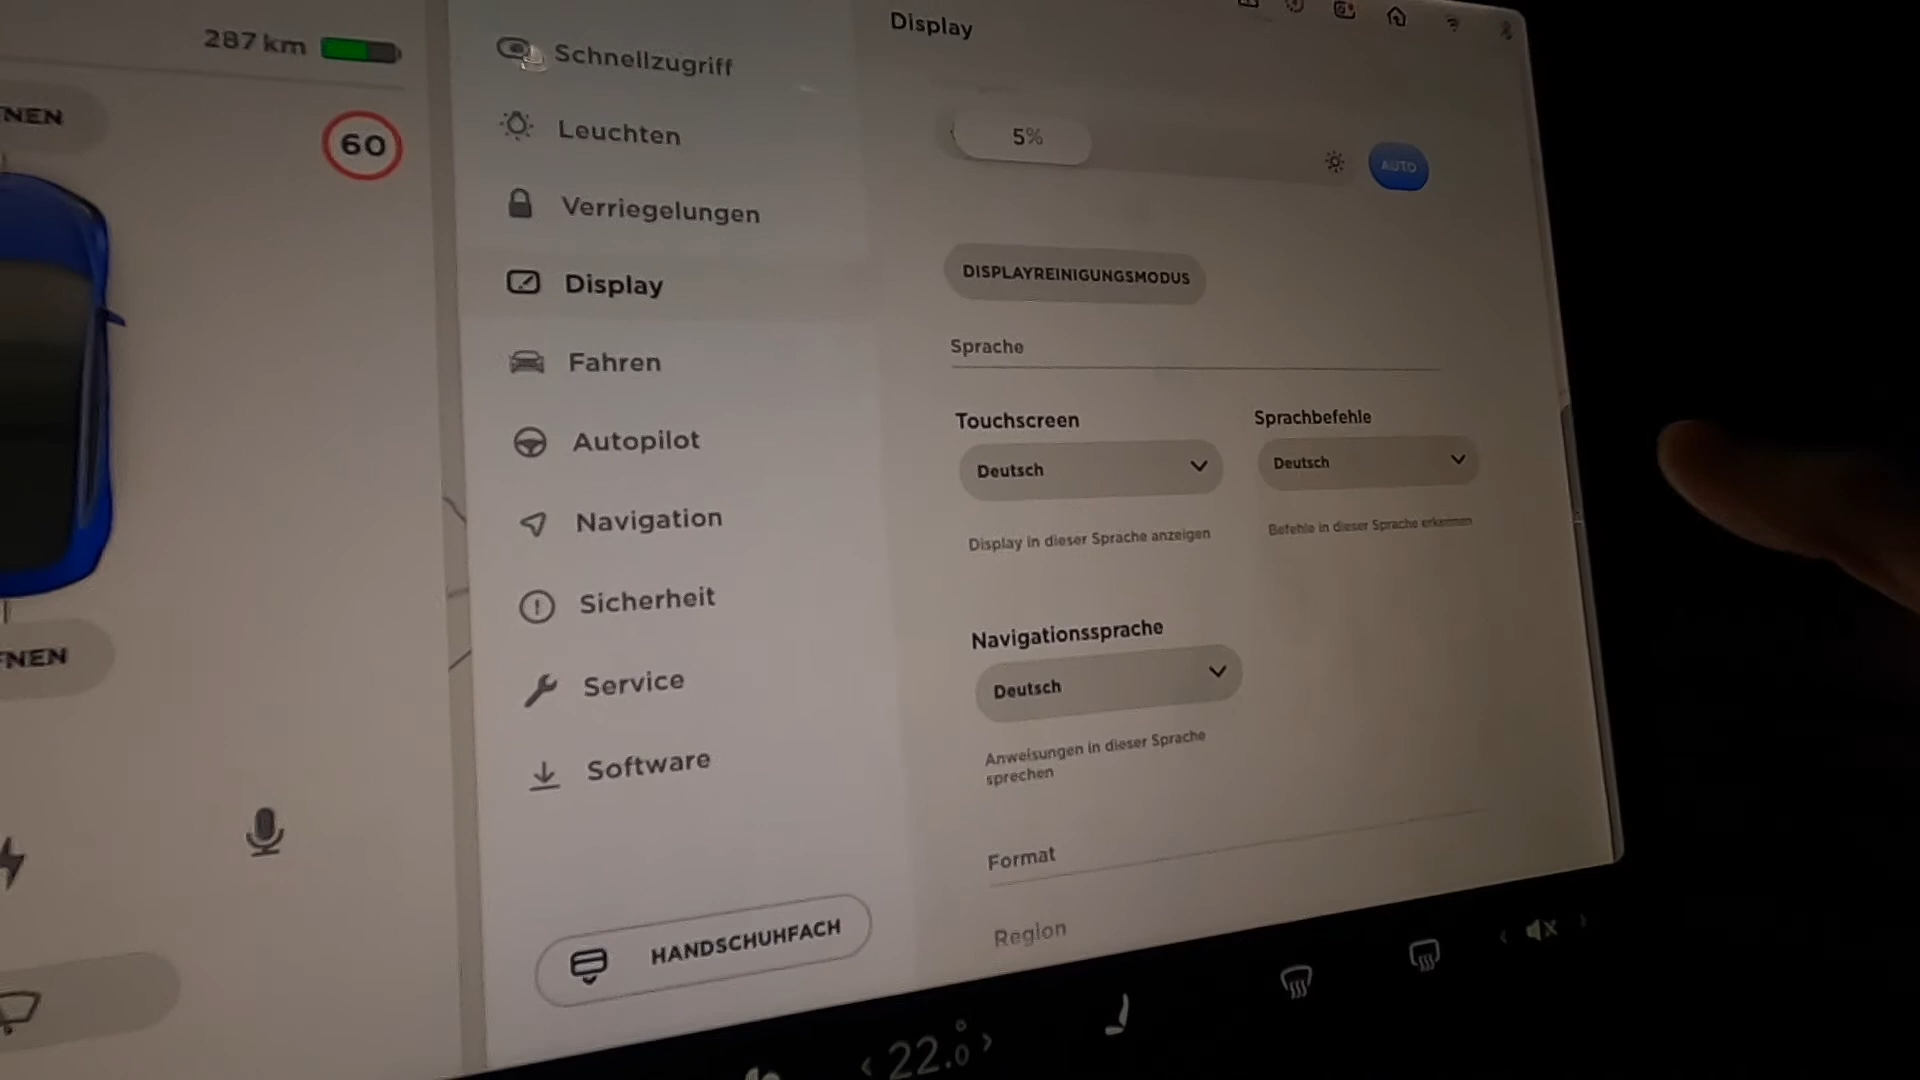 287 km
NEN
60
FNEN
Schnellzugriff
Leuchten
Verriegelungen
Display
Fahren
Autopilot
Navigation
Sicherheit
Service
Software
HANDSCHUHFACH
Display
5%
AUTO
DISPLAYREINIGUNGSMODUS
Sprache
Touchscreen
Deutsch
Display in dieser Sprache anzeigen
Sprachbefehle
Deutsch
Befehle in dieser Sprache erkennen
Navigationssprache
Deutsch
Anweisungen in dieser Sprache
sprechen
Format
Region
22.0°